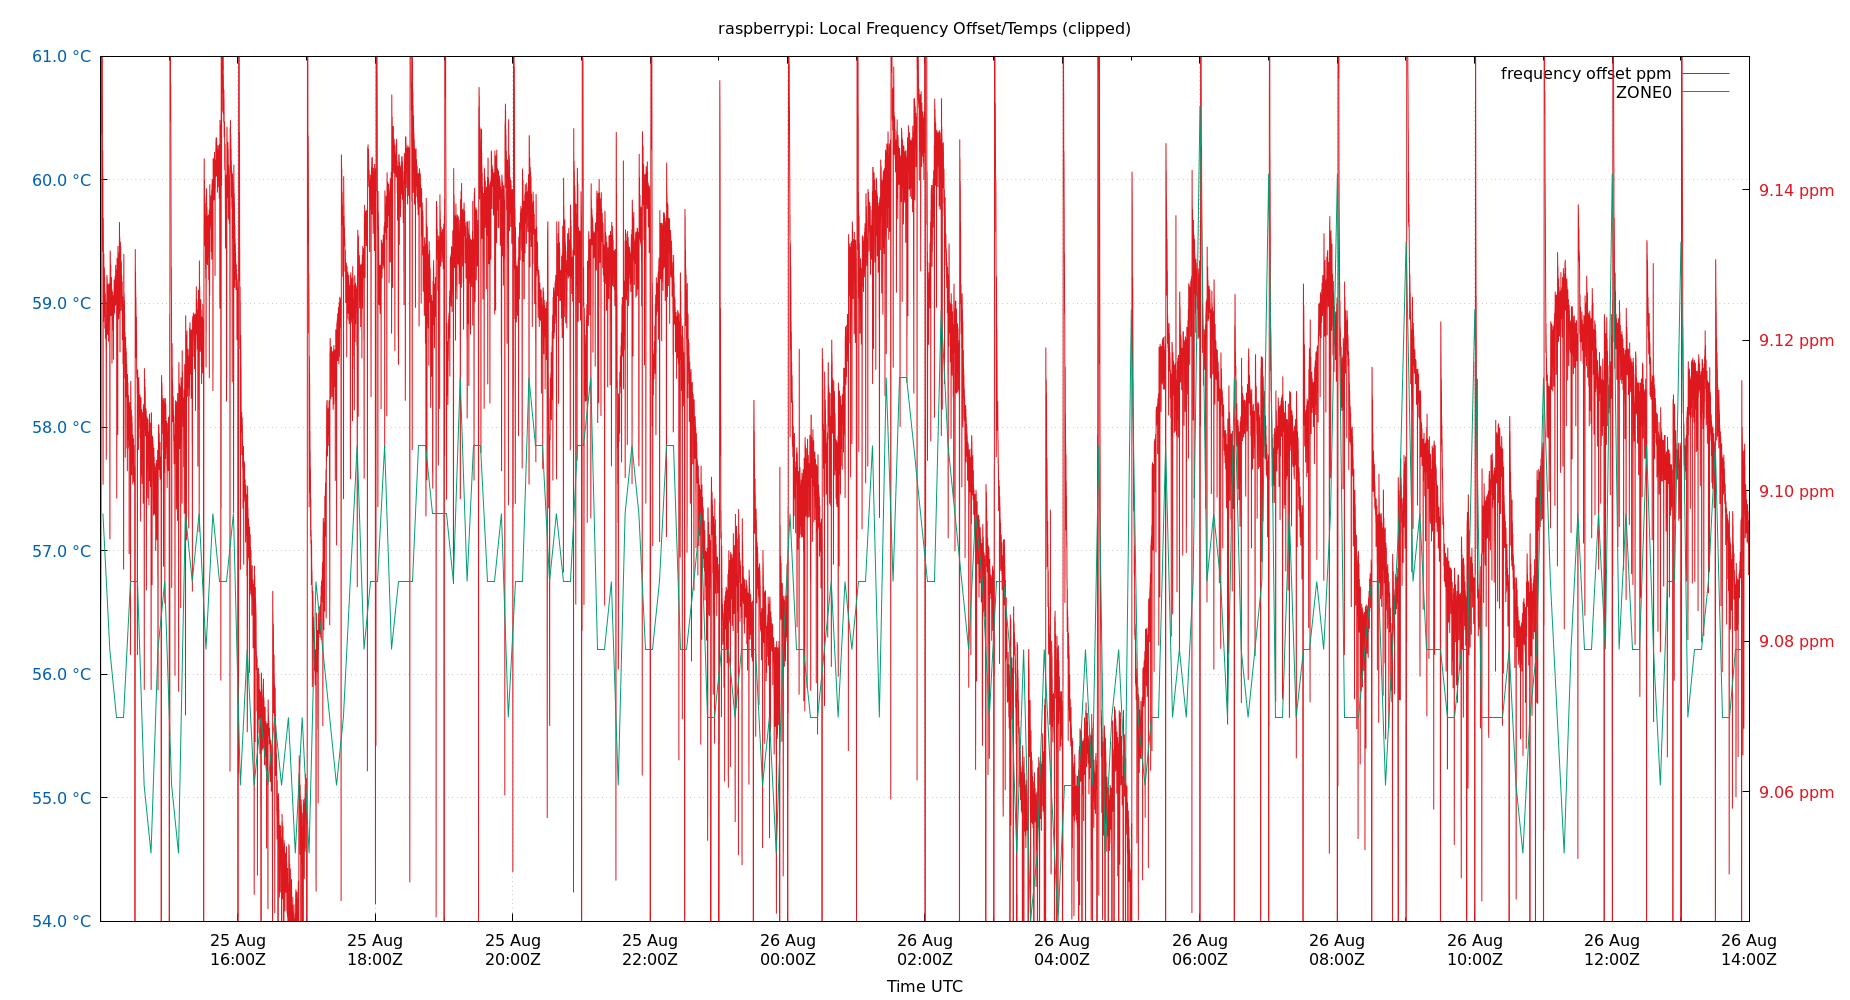 raspberrypi: Local Frequency Offset/Temps (clipped)
61.0 °C
60.0 °C
59.0 °C
58.0 °C
57.0 °C
56.0 °C
55.0 °C
54.0 °C
frequency offset ppm
ZONE0
9.14 ppm
9.12 ppm
9.10 ppm
9.08 ppm
9.06 ppm
25 Aug 25 Aug 25 Aug 25 Aug 26 Aug 26 Aug 26 Aug 26 Aug 26 Aug 26 Aug 26 Aug 26 Aug
16:00Z 18:00Z 20:00Z 22:00Z 00:00Z 02:00Z 04:00Z 06:00Z 08:00Z 10:00Z 12:00Z 14:00Z
Time UTC